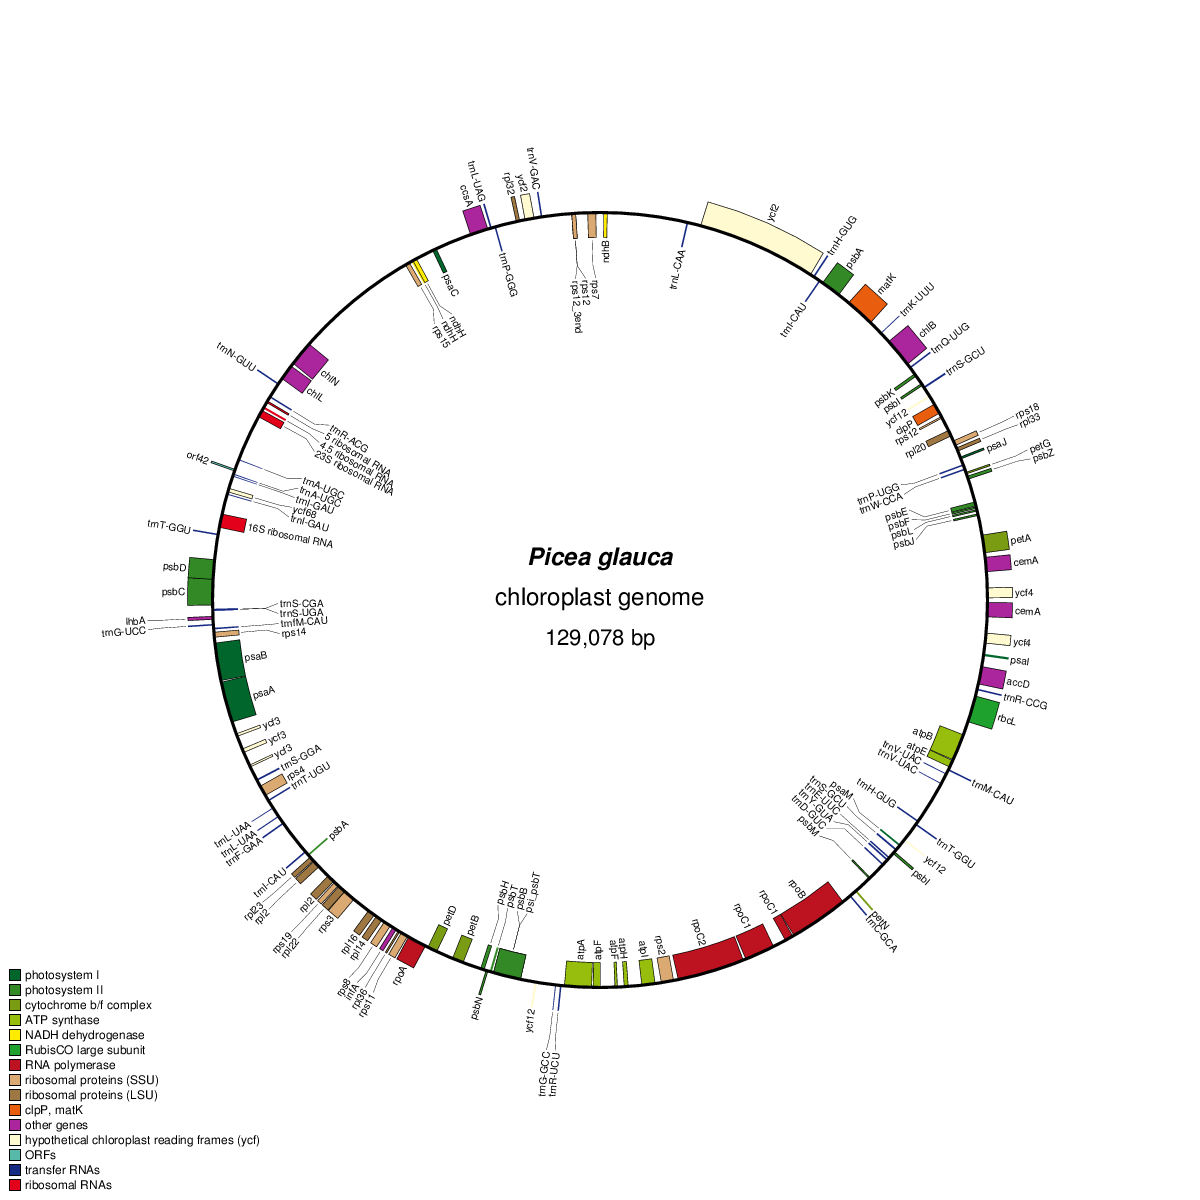 Picea glauca
chloroplast genome
129,078 bp
trnL-UAG
ccsA
rpl32
ycf2
trnV-GAC
trnP-GGG
psaC
ndhH
ndhH
rps15
rps12_3end
rps12
rps7
ndhB
trnL-CAA
ycf2
trnI-CAU
trnH-GUG
psbA
matK
trnK-UUU
chlB
trnQ-UUG
trnS-GCU
psbK
psbI
ycf12
clpP
rps12
rpl20
rps18
rpl33
psaJ
petG
psbZ
trnP-UGG
trnW-CCA
psbE
psbF
psbL
psbJ
petA
cemA
ycf4
cemA
ycf4
psaI
accD
trnR-CCG
rbcL
atpB
atpE
trnV-UAC
trnV-UAC
trnM-CAU
trnH-GUG
trnT-GGU
psaM
trnS-GCU
trnE-UUC
trnY-GUA
trnD-GUC
psbM
ycf12
psbI
petN
trnC-GCA
rpoB
rpoC1
rpoC1
rpoC2
rps2
atpI
atpH
atpF
atpF
atpA
trnR-UCU
trnG-GCC
ycf12
psi_psbT
psbB
psbT
psbH
psbN
petB
petD
rpoA
rps11
rpl36
infA
rps8
rpl14
rpl16
rps3
rpl22
rps19
rpl2
rpl2
rpl23
trnI-CAU
psbA
trnF-GAA
trnL-UAA
trnL-UAA
trnT-UGU
rps4
trnS-GGA
ycf3
ycf3
ycf3
psaA
psaB
rps14
trnfM-CAU
trnG-UCC
lhbA
trnS-UGA
trnS-CGA
psbC
psbD
trnT-GGU
16S ribosomal RNA
trnI-GAU
ycf68
trnI-GAU
trnA-UGC
trnA-UGC
orf42
23S ribosomal RNA
4.5 ribosomal RNA
5 ribosomal RNA
trnR-ACG
trnN-GUU
chlL
chlN
photosystem I
photosystem II
cytochrome b/f complex
ATP synthase
NADH dehydrogenase
RubisCO large subunit
RNA polymerase
ribosomal proteins (SSU)
ribosomal proteins (LSU)
clpP, matK
other genes
hypothetical chloroplast reading frames (ycf)
ORFs
transfer RNAs
ribosomal RNAs